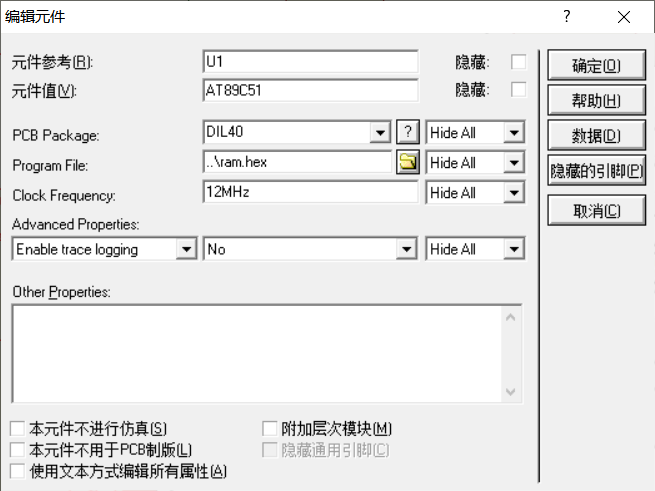 编辑元件 ?
元件参考(R): U1 隐藏: 确定(O)
元件值(V): AT89C51 隐藏: 帮助(H)
PCB Package: DIL40 ? Hide All 数据(D)
Program File: ..\ram.hex Hide All 隐藏的引脚(P)
Clock Frequency: 12MHz Hide All 取消(C)
Advanced Properties:
Enable trace logging No Hide All
Other Properties:
本元件不进行仿真(S) 附加层次模块(M)
本元件不用于PCB制版(L) 隐藏通用引脚(C)
使用文本方式编辑所有属性(A)